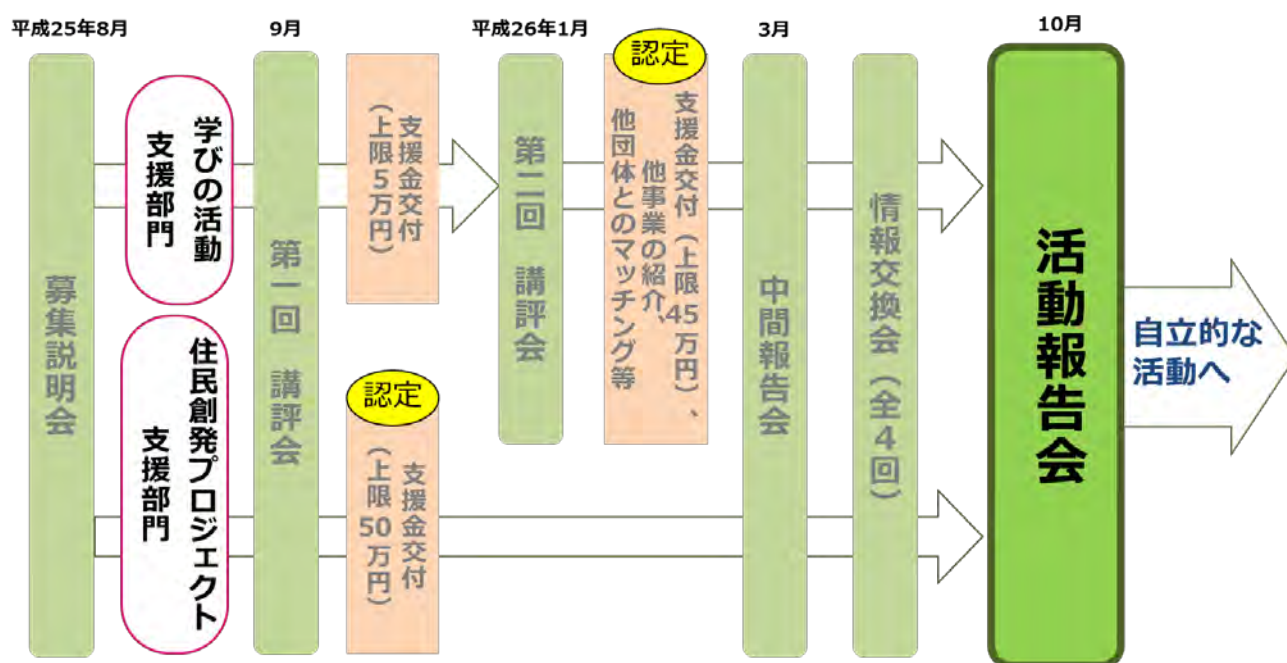 平成25年8月
9月
平成26年1月
3月
10月
募集説明会
学びの活動
支援部門
住民創発プロジェクト
支援部門
第一回 講評会
支援金交付
（上限5万円）
認定
支援金交付
（上限50万円）
第二回 講評会
認定
支援金交付（上限45万円）、
他事業の紹介、
他団体とのマッチング等
中間報告会
情報交換会（全4回）
活動報告会
自立的な
活動へ